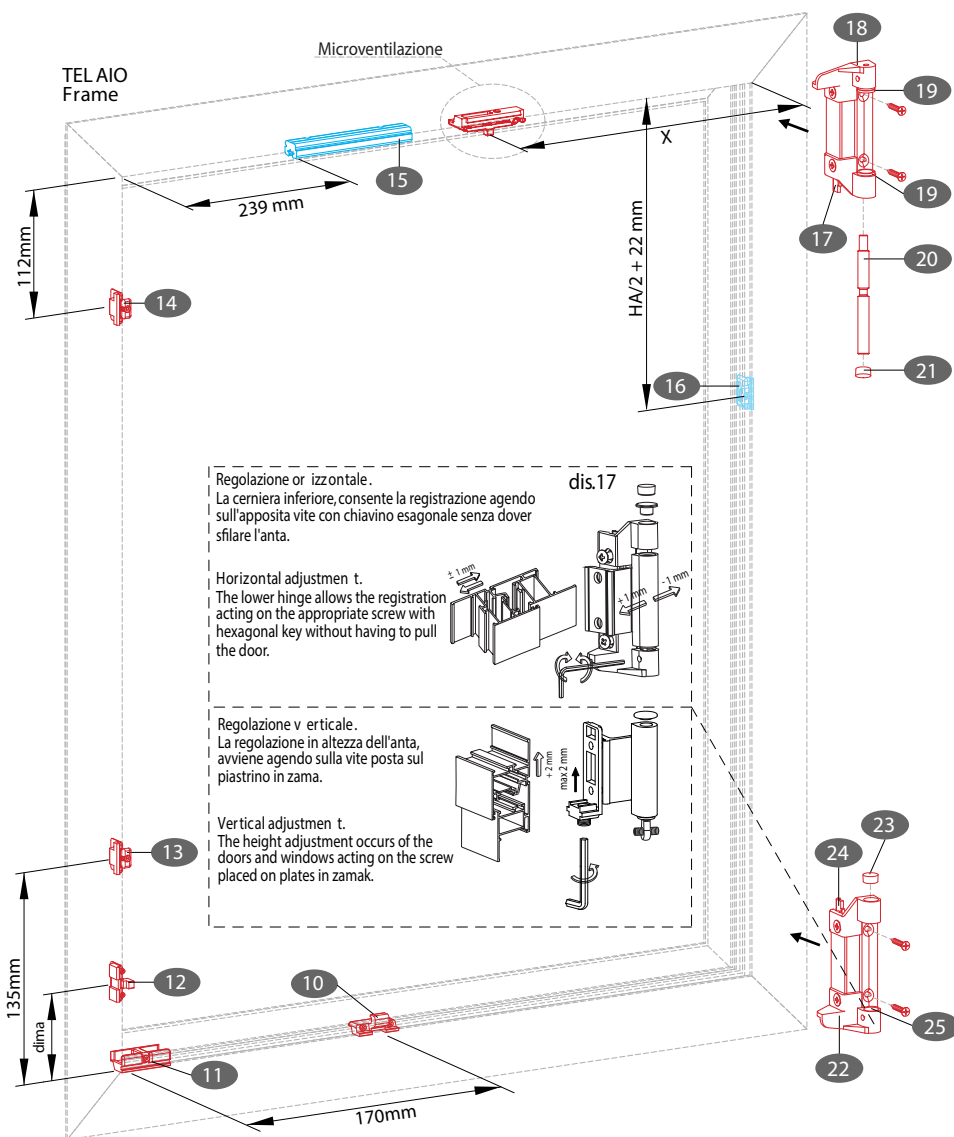 Microventilazione
TEL AIO
Frame
18
19
X
15
239 mm
19
17
112mm
HA/2 + 22 mm
20
14
21
16
Regolazione or izzontale.
La cerniera inferiore, consente la registrazione agendo
sull'apposita vite con chiavino esagonale senza dover
sfilare l'anta.
dis.17
Horizontal adjustmen t.
The lower hinge allows the registration
acting on the appropriate screw with
hexagonal key without having to pull
the door.
± 1 mm
+1 mm
-1 mm
Regolazione v erticale.
La regolazione in altezza dell'anta,
avviene agendo sulla vite posta sul
piastrino in zama.
+ 2 mm
max 2 mm
Vertical adjustmen t.
The height adjustment occurs of the
doors and windows acting on the screw
placed on plates in zamak.
13
23
24
12
10
135mm
dima
11
25
22
170mm